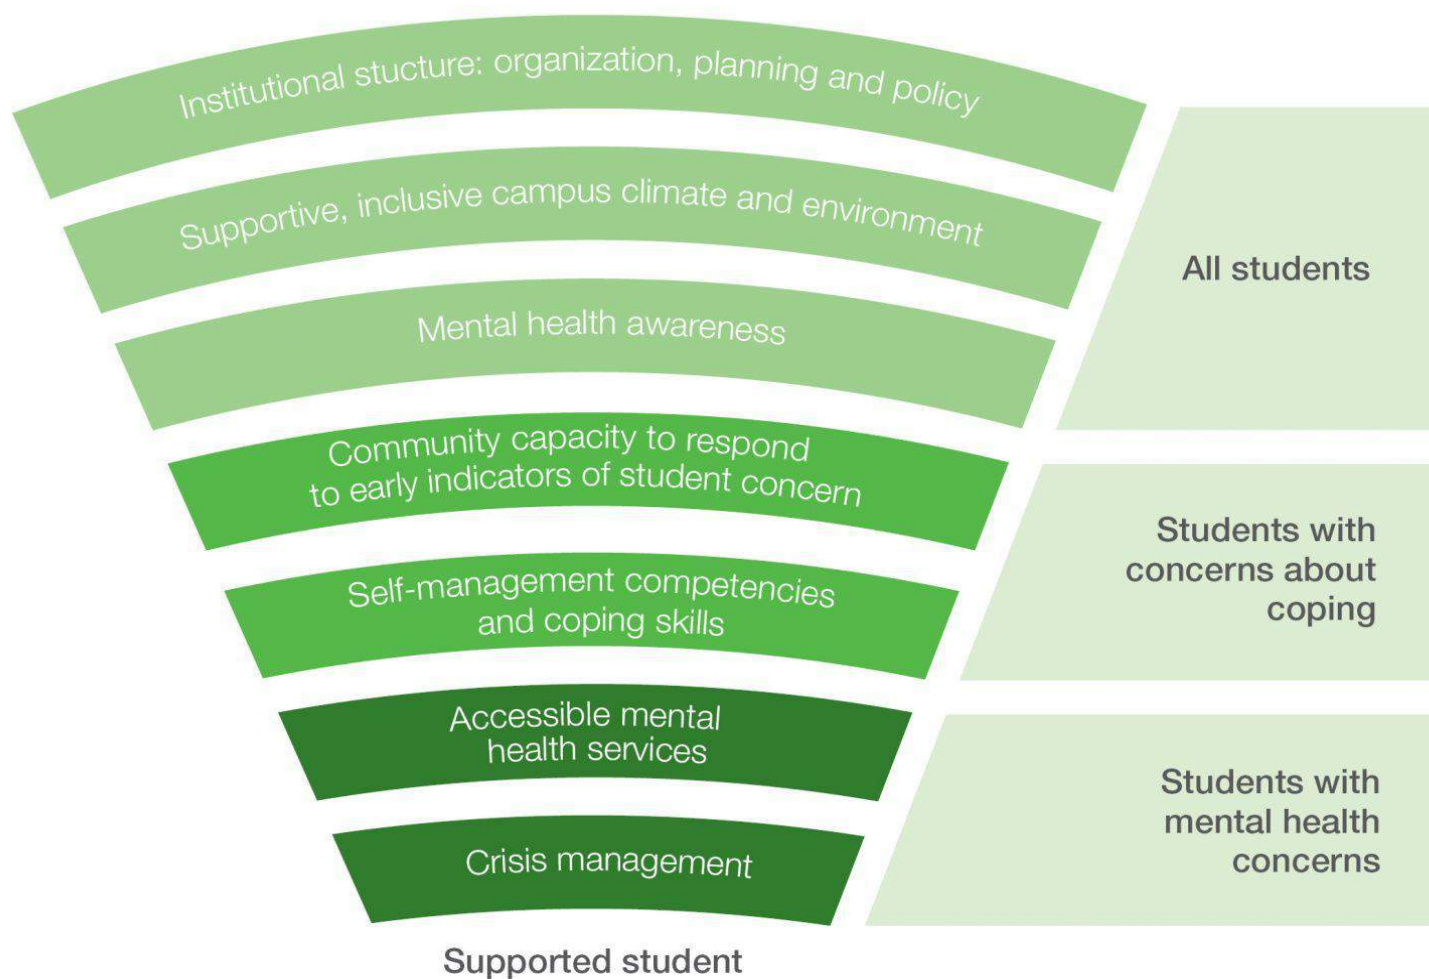 Institutional stucture: organization, planning and policy
Supportive, inclusive campus climate and environment
Mental health awareness
All students
Community capacity to respond
to early indicators of student concern
Self-management competencies
and coping skills
Students with
concerns about
coping
Accessible mental
health services
Crisis management
Students with
mental health
concerns
Supported student